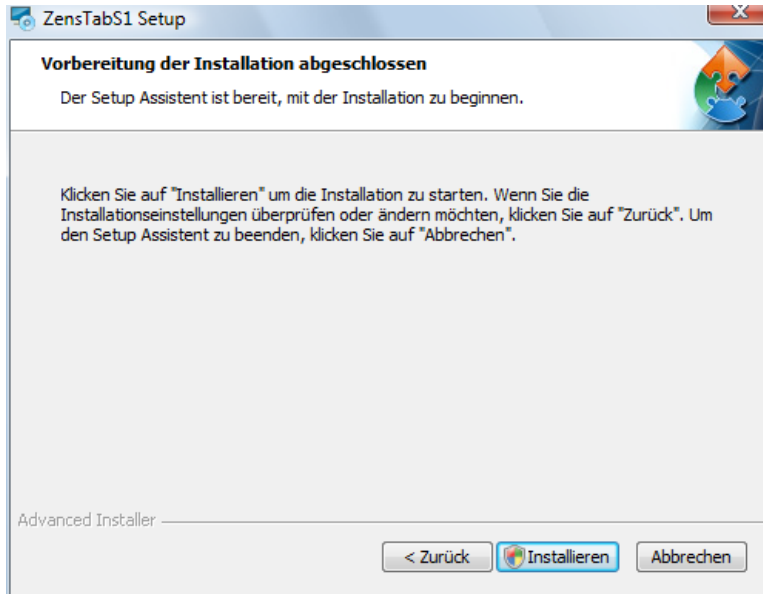 ZensTabS1 Setup
Vorbereitung der Installation abgeschlossen
Der Setup Assistent ist bereit, mit der Installation zu beginnen.
Klicken Sie auf "Installieren" um die Installation zu starten. Wenn Sie die
Installationseinstellungen überprüfen oder ändern möchten, klicken Sie auf "Zurück". Um
den Setup Assistent zu beenden, klicken Sie auf "Abbrechen".
Advanced Installer
< Zurück Installieren Abbrechen